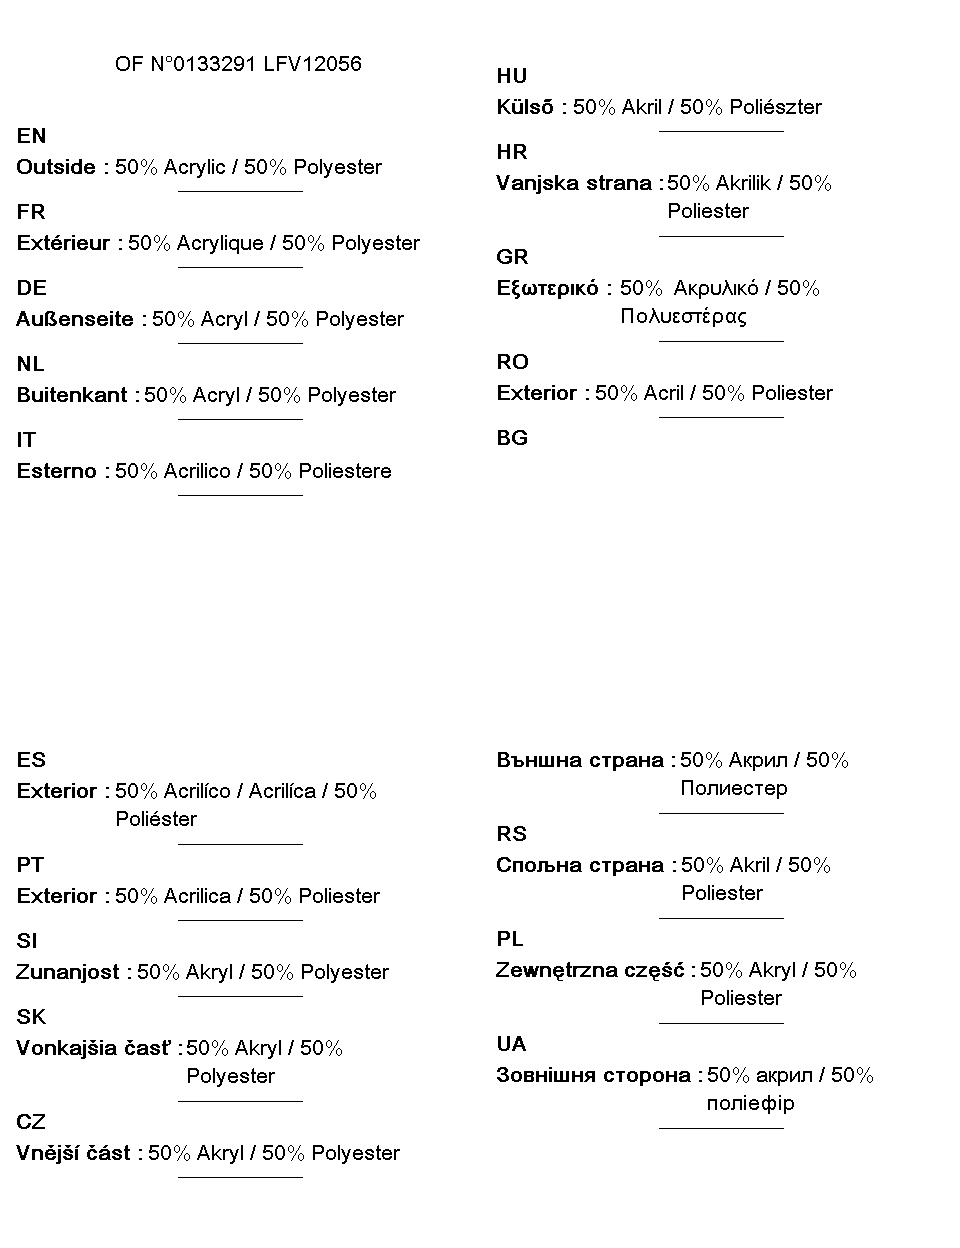 OF N°0133291 LFV12056
EN
Outside : 50% Acrylic / 50% Polyester
FR
Extérieur : 50% Acrylique / 50% Polyester
DE
Außenseite : 50% Acryl / 50% Polyester
NL
Buitenkant : 50% Acryl / 50% Polyester
IT
Esterno : 50% Acrilico / 50% Poliestere
ES
Exterior : 50% Acrilíco / Acrilíca / 50%
Poliéster
PT
Exterior : 50% Acrilica / 50% Poliester
SI
Zunanjost : 50% Akryl / 50% Polyester
SK
Vonkajšia časť : 50% Akryl / 50%
Polyester
CZ
Vnější část : 50% Akryl / 50% Polyester
HU
Külsõ : 50% Akril / 50% Poliészter
HR
Vanjska strana : 50% Akrilik / 50%
Poliester
GR
Εξωτερικό : 50% Ακρυλικό / 50%
Πολυεστέρας
RO
Exterior : 50% Acril / 50% Poliester
BG
Външна страна : 50% Акрил / 50%
Полиестер
RS
Спољна страна : 50% Akril / 50%
Poliester
PL
Zewnętrzna część : 50% Akryl / 50%
Poliester
UA
Зовнішня сторона : 50% акрил / 50%
поліефір